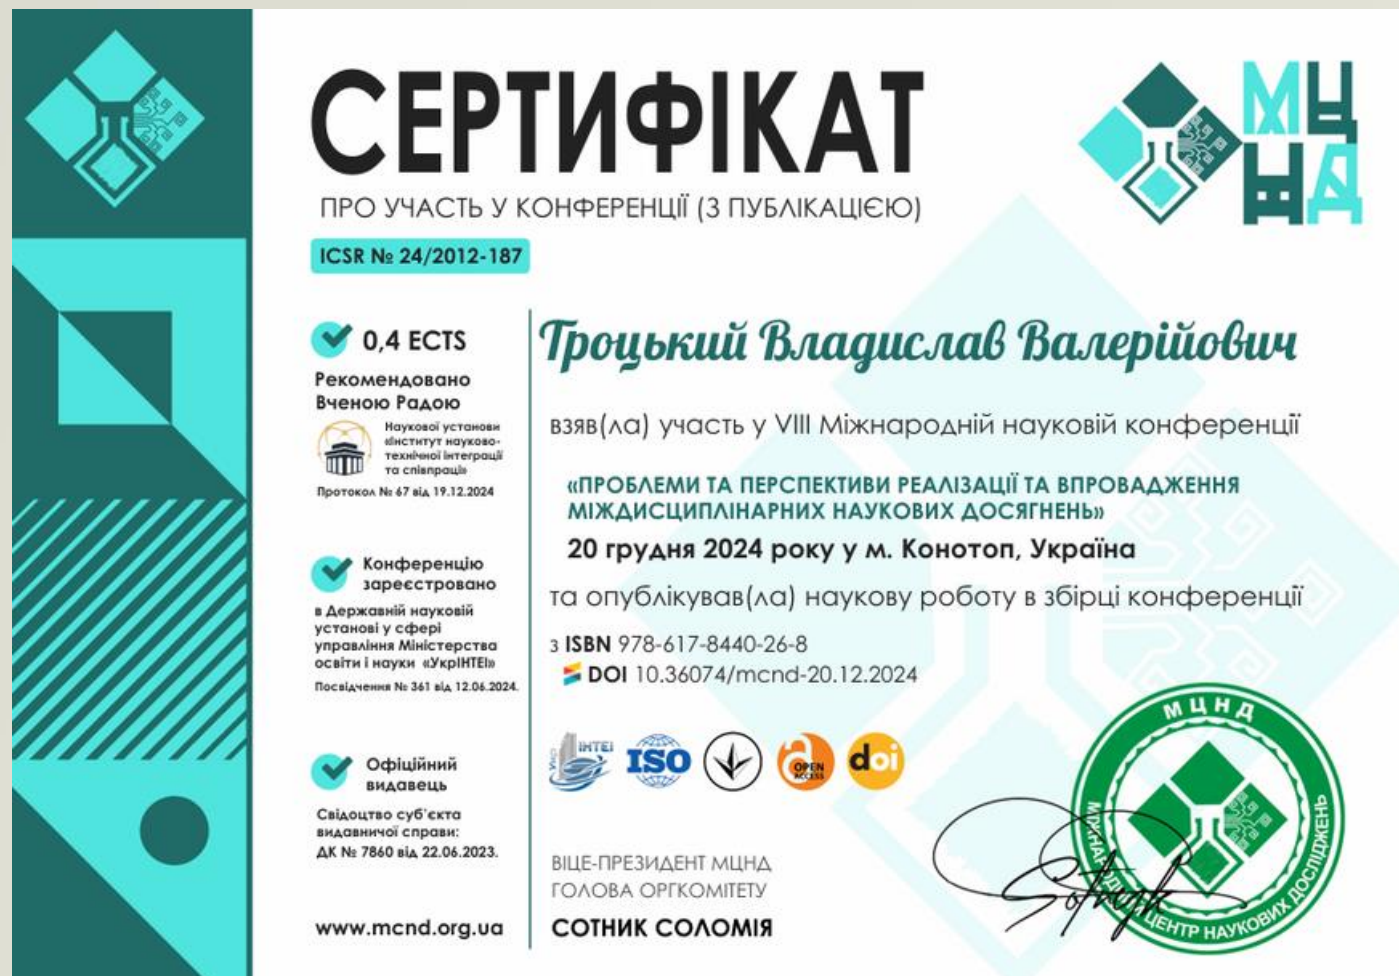 СЕРТИФІКАТ
ПРО УЧАСТЬ У КОНФЕРЕНЦІЇ (З ПУБЛІКАЦІЄЮ)
ICSR № 24/2012-187
МЦНД
0,4 ECTS
Рекомендовано
Вченою Радою
Наукової установи
«Інститут науково-
технічної інтеграції
та співпраці»
Протокол № 67 від 19.12.2024
Конференцію
зареєстровано
в Державній науковій
установі у сфері
управління Міністерства
освіти і науки «УкрІНТЕІ»
Посвідчення № 361 від 12.06.2024.
Офіційний
видавець
Свідоцтво суб'єкта
видавничої справи:
ДК № 7860 від 22.06.2023.
www.mcnd.org.ua
Троцький Владислав Валерійович
взяв(ла) участь у VIII Міжнародній науковій конференції
«ПРОБЛЕМИ ТА ПЕРСПЕКТИВИ РЕАЛІЗАЦІЇ ТА ВПРОВАДЖЕННЯ
МІЖДИСЦИПЛІНАРНИХ НАУКОВИХ ДОСЯГНЕНЬ»
20 грудня 2024 року у м. Конотоп, Україна
та опублікував(ла) наукову роботу в збірці конференції
з ISBN 978-617-8440-26-8
DOI 10.36074/mcnd-20.12.2024
Укр ІНТЕІ
ISO
OPEN
ACCESS
doi
ВІЦЕ-ПРЕЗИДЕНТ МЦНД
ГОЛОВА ОРГКОМІТЕТУ
СОТНИК СОЛОМІЯ
МЦНД
ЦЕНТР НАУКОВИХ ДОСЛІДЖЕНЬ